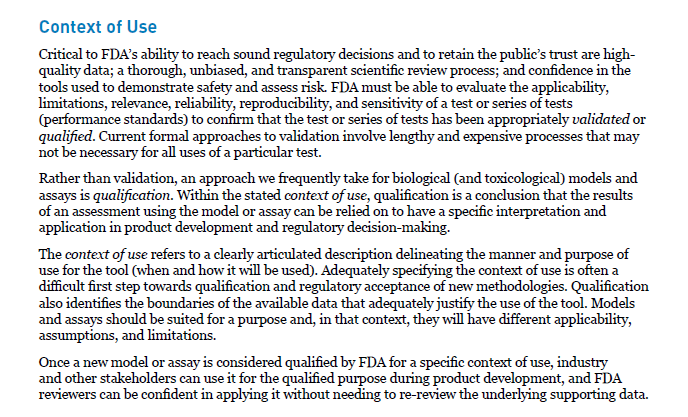 Context of Use
Critical to FDA’s ability to reach sound regulatory decisions and to retain the public’s trust are high-
quality data; a thorough, unbiased, and transparent scientific review process; and confidence in the
tools used to demonstrate safety and assess risk. FDA must be able to evaluate the applicability,
limitations, relevance, reliability, reproducibility, and sensitivity of a test or series of tests
(performance standards) to confirm that the test or series of tests has been appropriately validated or
qualified. Current formal approaches to validation involve lengthy and expensive processes that may
not be necessary for all uses of a particular test.
Rather than validation, an approach we frequently take for biological (and toxicological) models and
assays is qualification. Within the stated context of use, qualification is a conclusion that the results
of an assessment using the model or assay can be relied on to have a specific interpretation and
application in product development and regulatory decision-making.
The context of use refers to a clearly articulated description delineating the manner and purpose of
use for the tool (when and how it will be used). Adequately specifying the context of use is often a
difficult first step towards qualification and regulatory acceptance of new methodologies. Qualification
also identifies the boundaries of the available data that adequately justify the use of the tool. Models
and assays should be suited for a purpose and, in that context, they will have different applicability,
assumptions, and limitations.
Once a new model or assay is considered qualified by FDA for a specific context of use, industry
and other stakeholders can use it for the qualified purpose during product development, and FDA
reviewers can be confident in applying it without needing to re-review the underlying supporting data.